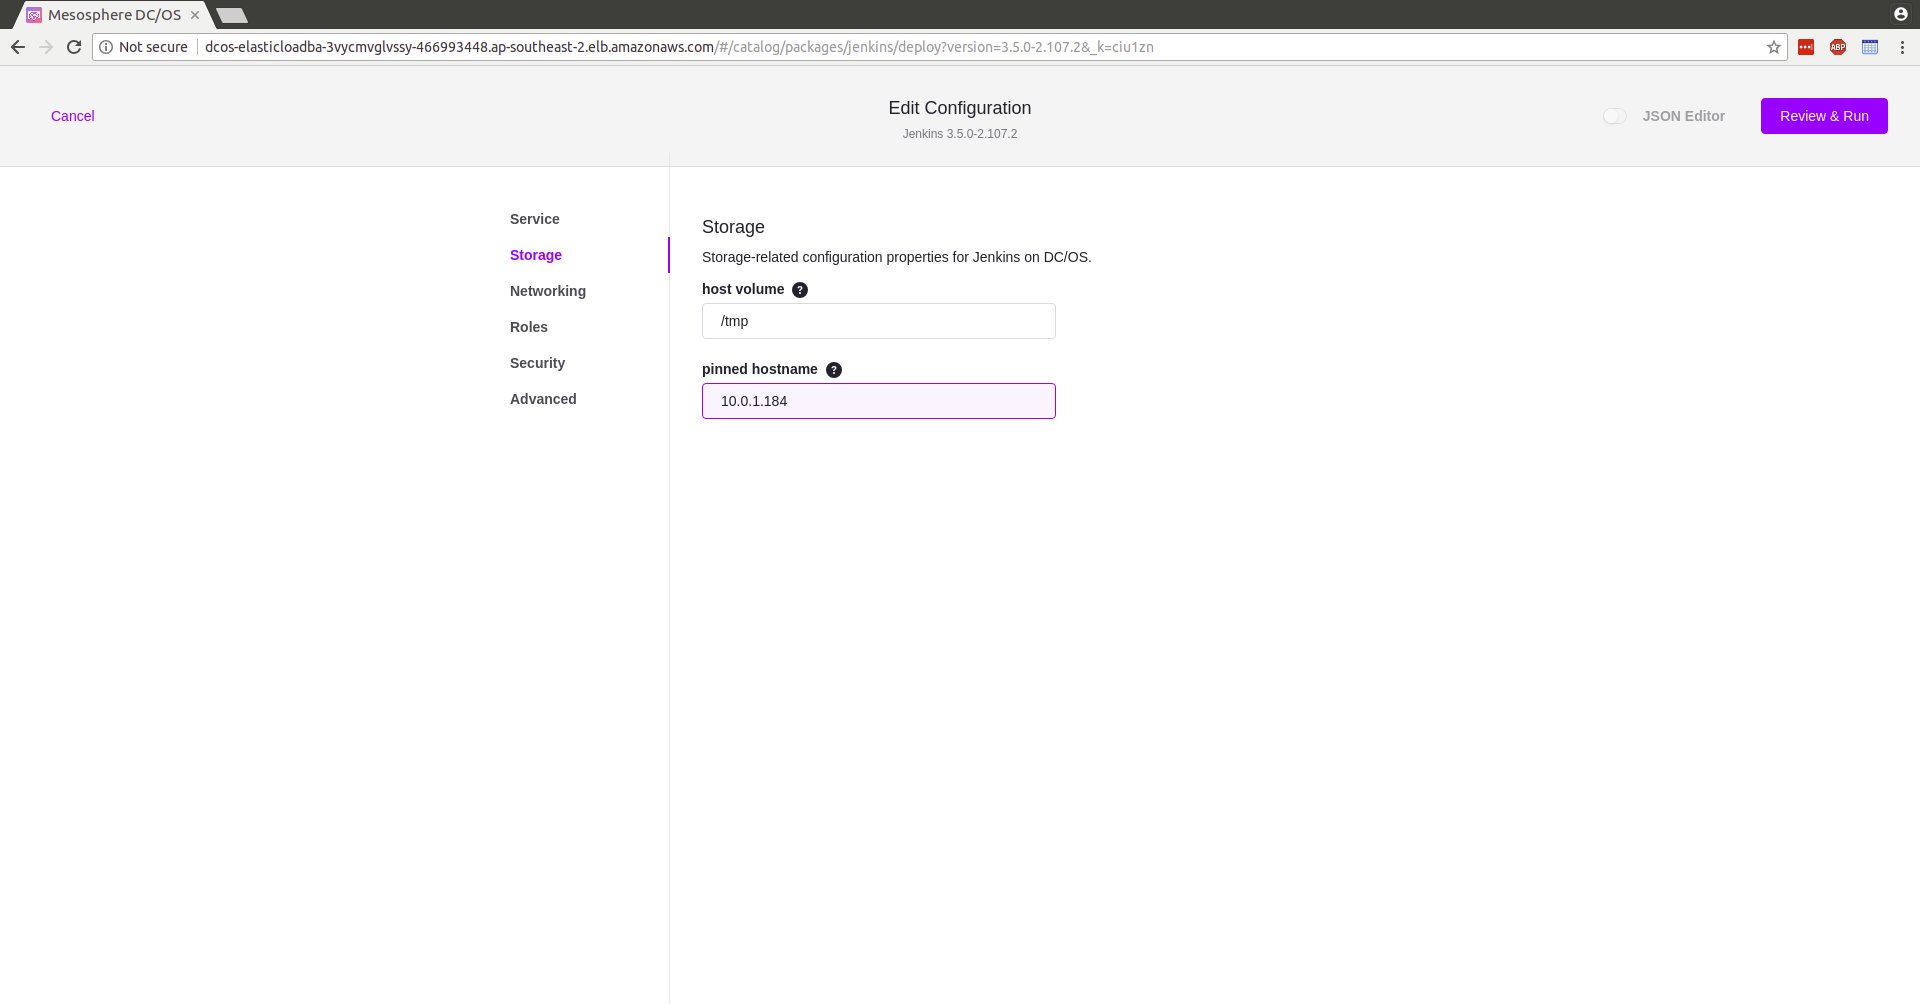 Mesosphere DC/OS
Not secure dcos-elasticloadba-3vycmvglvssy-466993448.ap-southeast-2.elb.amazonaws.com/#/catalog/packages/jenkins/deploy?version=3.5.0-2.107.2&_k=ciu1zn
ABP
Cancel
Edit Configuration
Jenkins 3.5.0-2.107.2
JSON Editor
Review & Run
Service
Storage
Networking
Roles
Security
Advanced
Storage
Storage-related configuration properties for Jenkins on DC/OS.
host volume ?
/tmp
pinned hostname ?
10.0.1.184